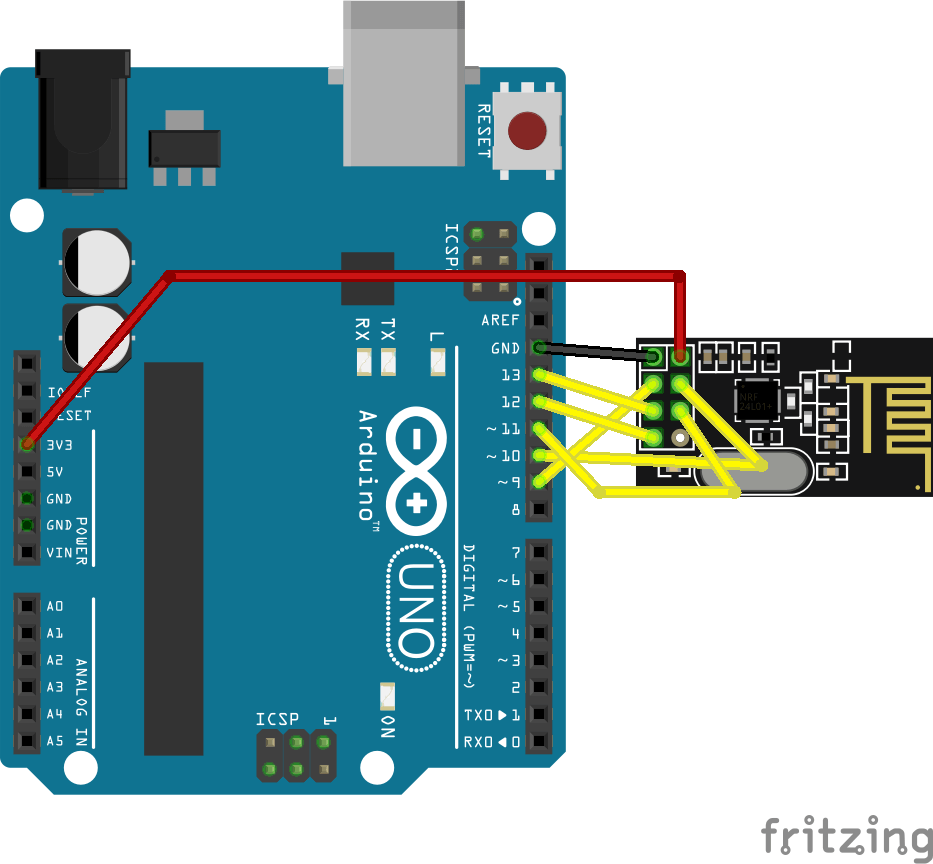 RESET
ICSP
AREF
GND
13
12
~11
~10
~9
8
RX
TX
L
RESET
3V3
5V
GND
GND
VIN
POWER
Arduino
TM
UNO
7
~6
~5
4
~3
2
TX0 ▶ 1
RX0 ◀ 0
DIGITAL (PWM=~)
A0
A1
A2
A3
A4
A5
ANALOG IN
ICSP
1
ON
NRF
24L01+
fritzing